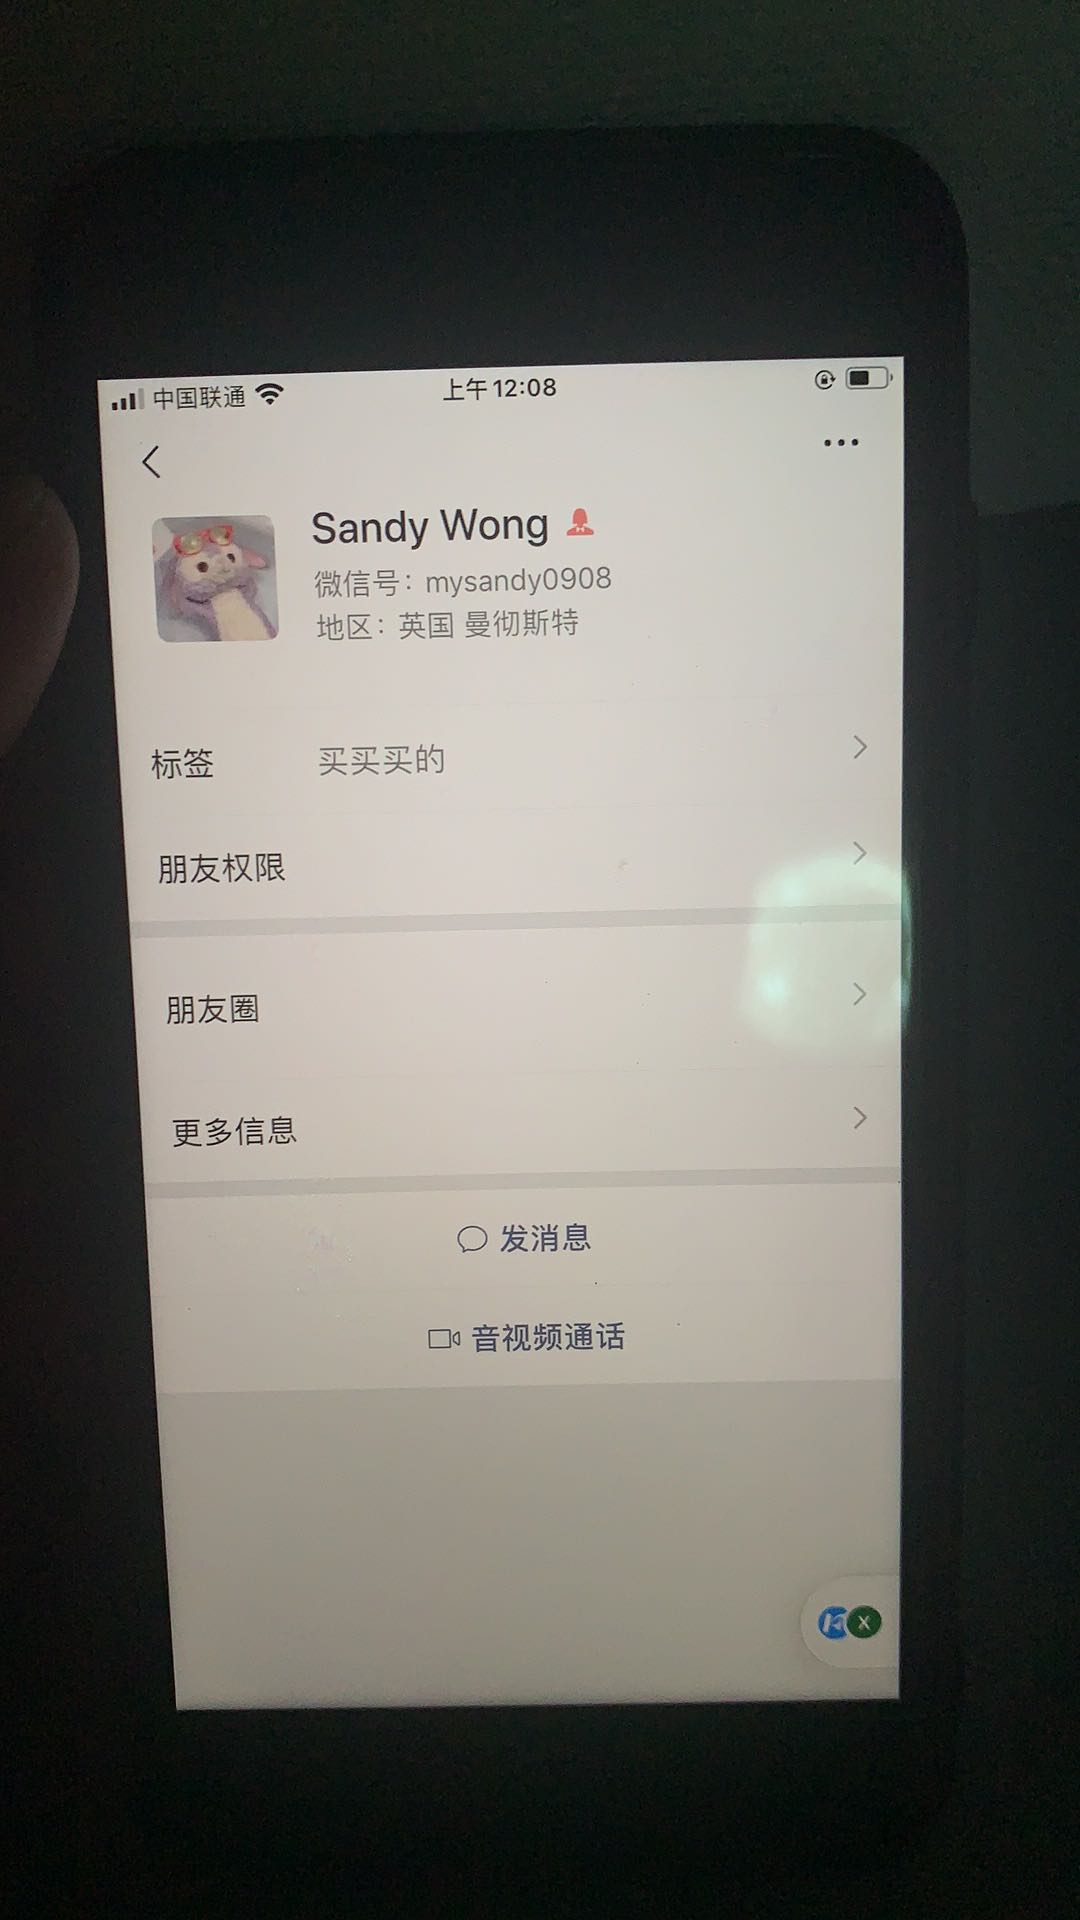 中国联通 上午12:08
Sandy Wong
微信号：mysandy0908
地区：英国 曼彻斯特
标签 买买买的
朋友权限
朋友圈
更多信息
发消息
音视频通话
X